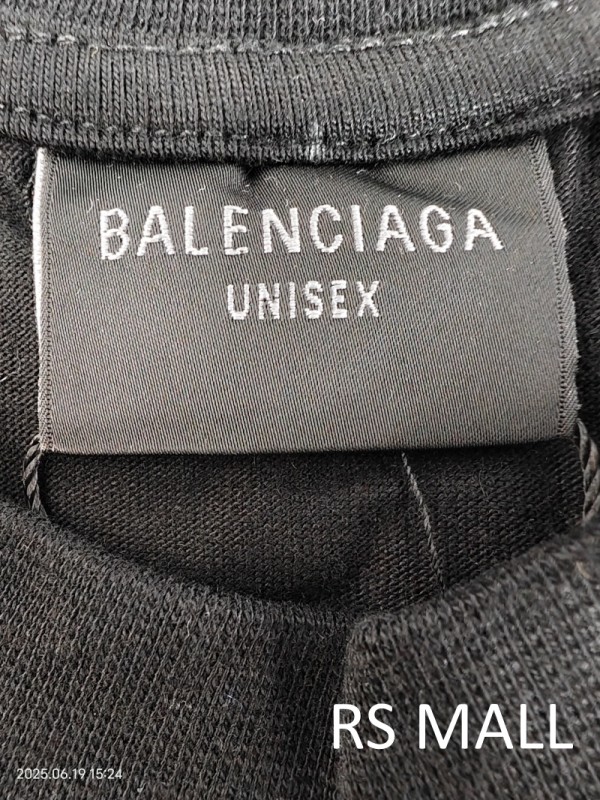 BALENCIAGA
UNISEX
RS MALL
2025.06.19 15:24